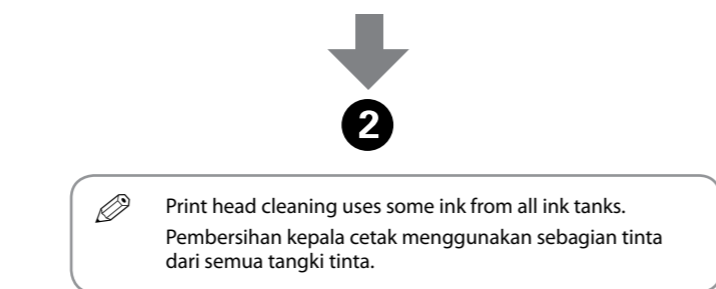 2
Print head cleaning uses some ink from all ink tanks.
Pembersihan kepala cetak menggunakan sebagian tinta
dari semua tangki tinta.